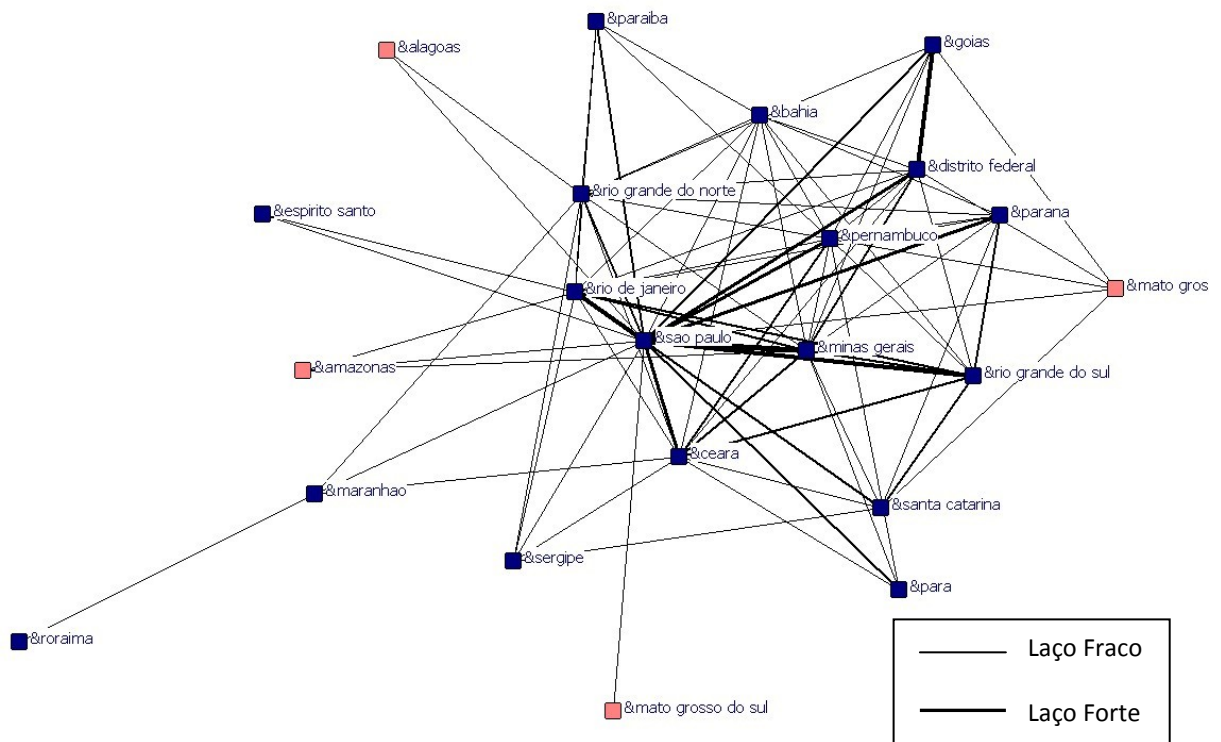 &paraiba
&goias
&alagoas
&bahia
&distrito federal
&rio grande do norte
&espirito santo
&parana
&pernambuco
&rio de janeiro
&mato gros
&sao paulo
&minas gerais
&amazonas
&rio grande do sul
&ceara
&maranhao
&santa catarina
&sergipe
&para
&roraima
&mato grosso do sul
Laço Fraco
Laço Forte